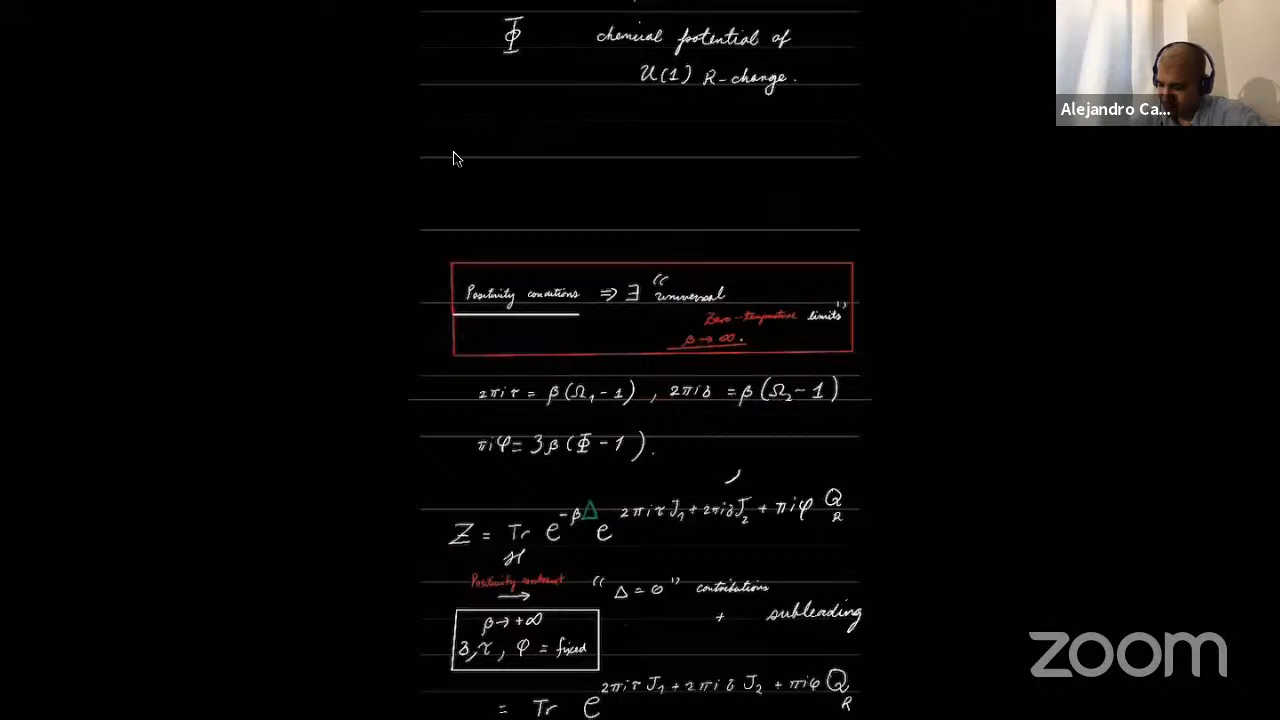 Φ chemical potential of
U(1) R-charge.
Alejandro Ca...
Positivity conditions ⇒ ∃ "universal
Zero-temperature limits"
β→∞.
2πiτ = β(Ω₁-1), 2πiσ = β(Ω₂-1)
πiφ = 3β(Φ-1).
Z = Tr_H e^{-βΔ} e^{2πiτJ₁+2πiσJ₂+πiφ Q_R}
Positivity constraint
→ "Δ=0" contributions
+ subleading
β→+∞
σ,τ, φ = fixed
= Tr e^{2πiτJ₁+2πiσJ₂+πiφ Q_R}
zoom